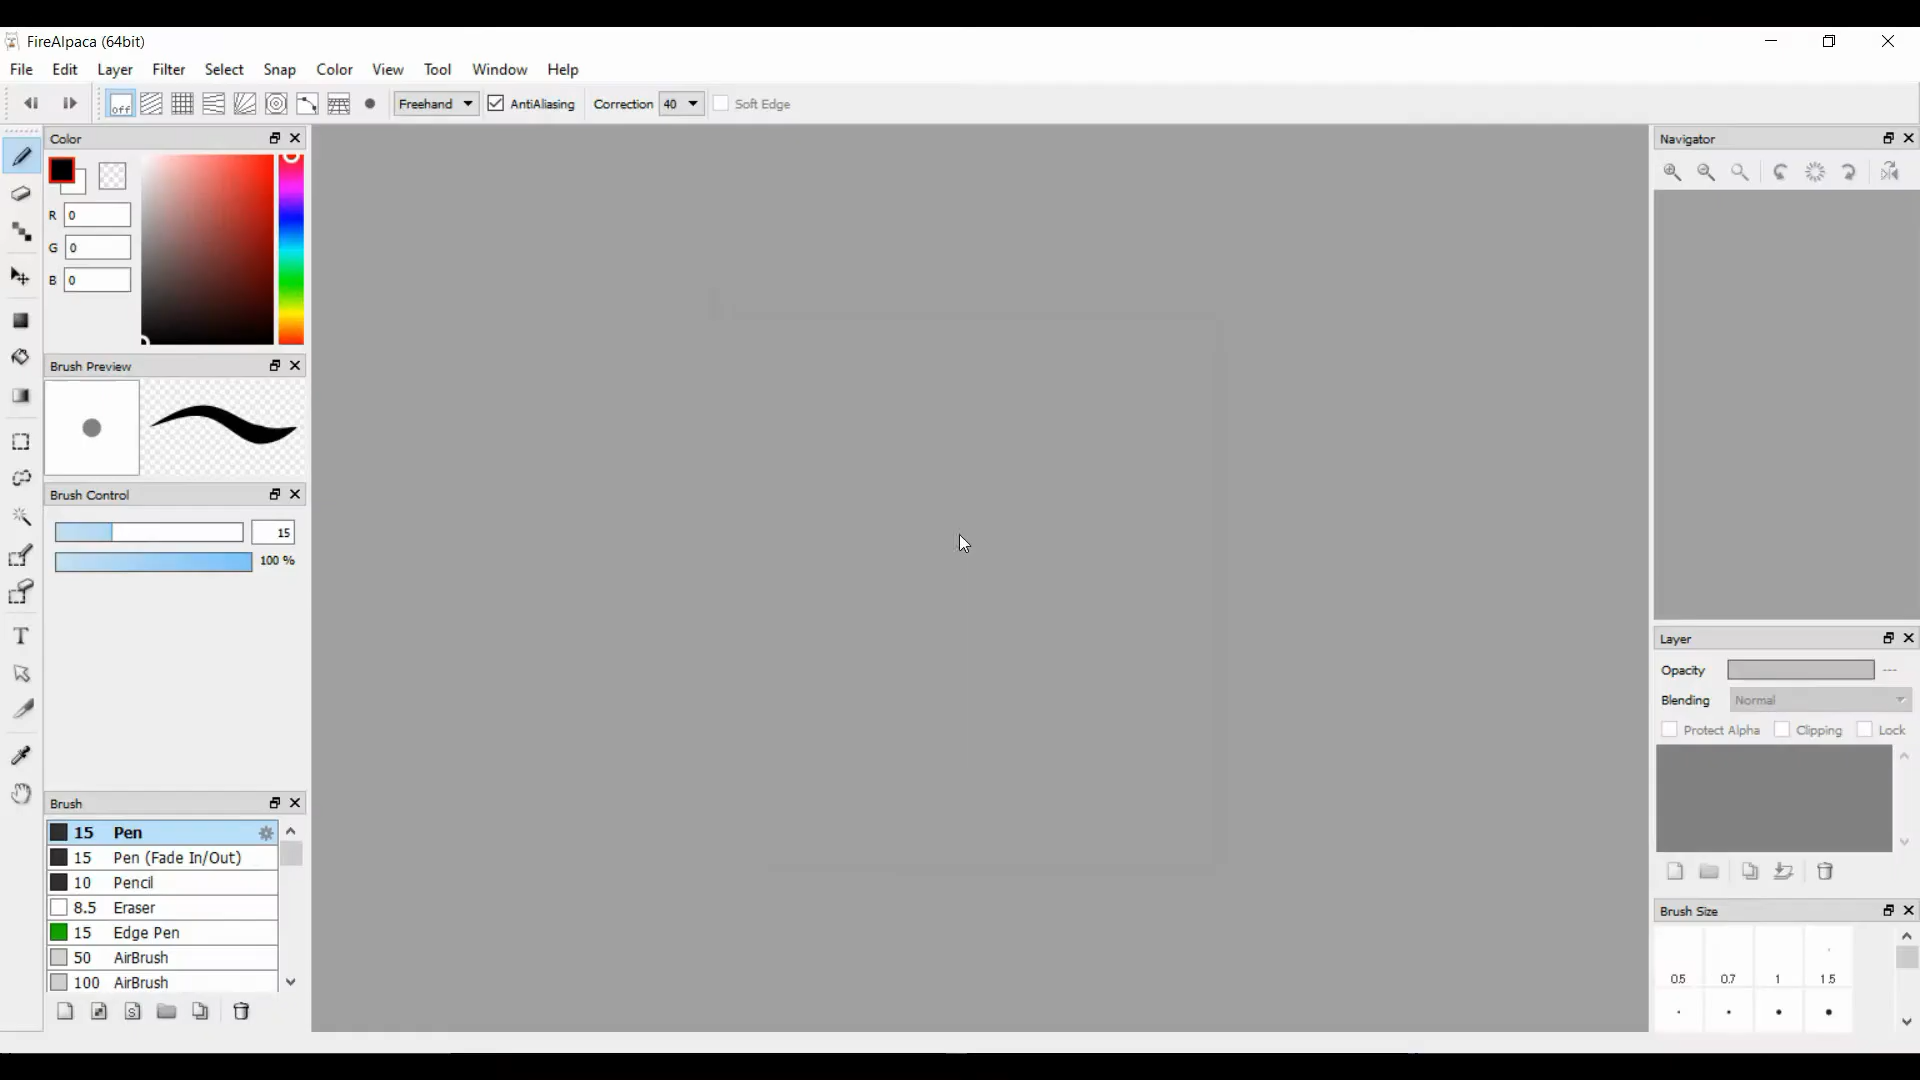 FireAlpaca (64bit)
File Edit Layer Filter Select Snap Color View Tool Window Help
off Freehand AntiAliasing Correction 40 Soft Edge
Color
R 0
G 0
B 0
Brush Preview
Brush Control
15
100 %
T
Brush
15 Pen
15 Pen (Fade In/Out)
10 Pencil
8.5 Eraser
15 Edge Pen
50 AirBrush
100 AirBrush
S
Navigator
Layer
Opacity ---
Blending Normal
Protect Alpha Clipping Lock
Brush Size
0.5 0.7 1 1.5